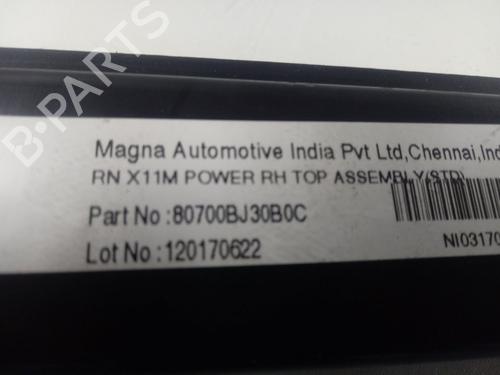 B-PARTS
Magna Automotive India Pvt Ltd,Chennai,Ind
RN X11M POWER RH TOP ASSEMBLY(STD)
Part No :80700BJ30B0C
Lot No :120170622
NI03170